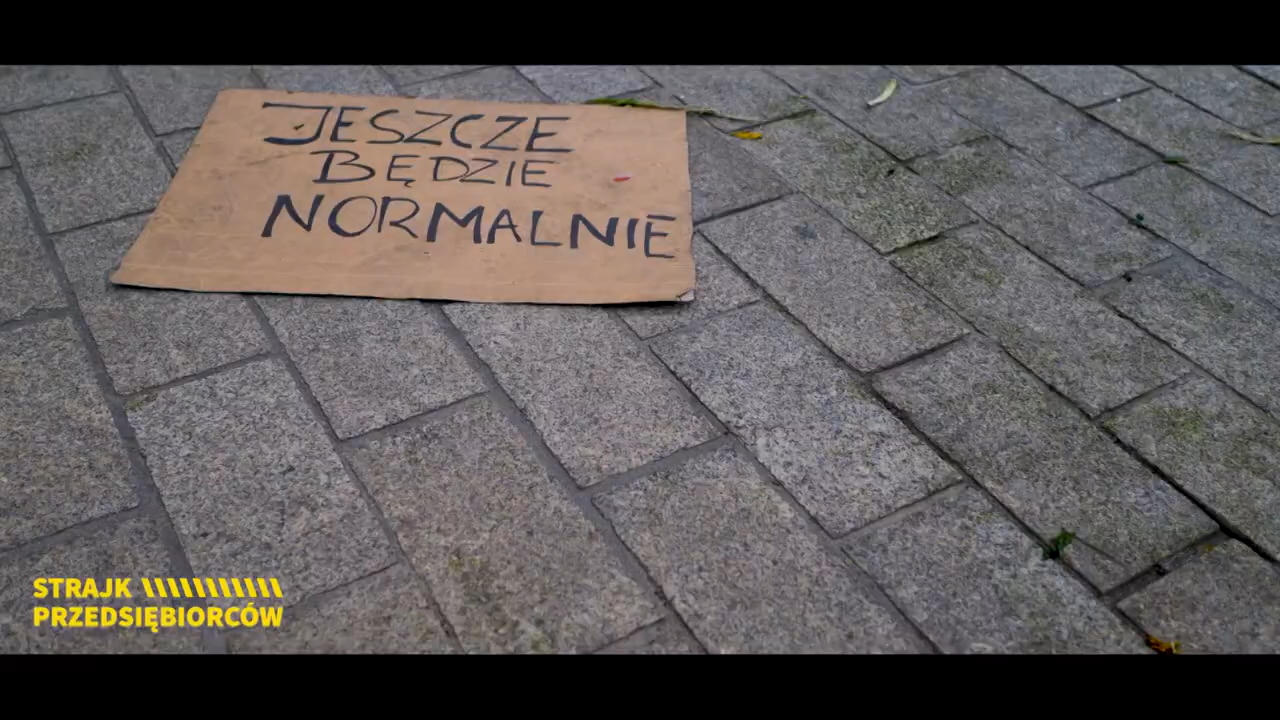 JESZCZE
BĘDZIE
NORMALNIE
STRAJK
PRZEDSIĘBIORCÓW